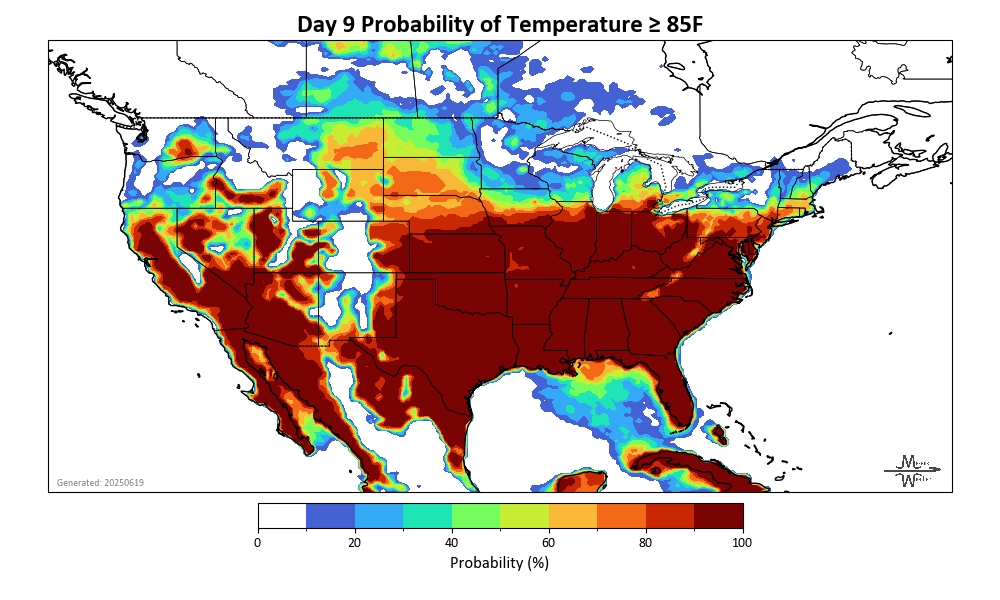 Day 9 Probability of Temperature ≥ 85F
Generated: 20250619
0 20 40 60 80 100
Probability (%)